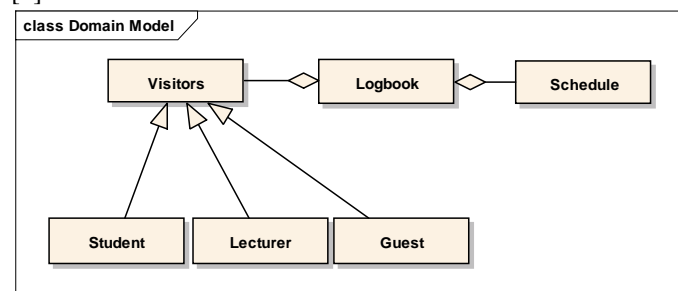 class Domain Model
Visitors
Logbook
Schedule
Student
Lecturer
Guest